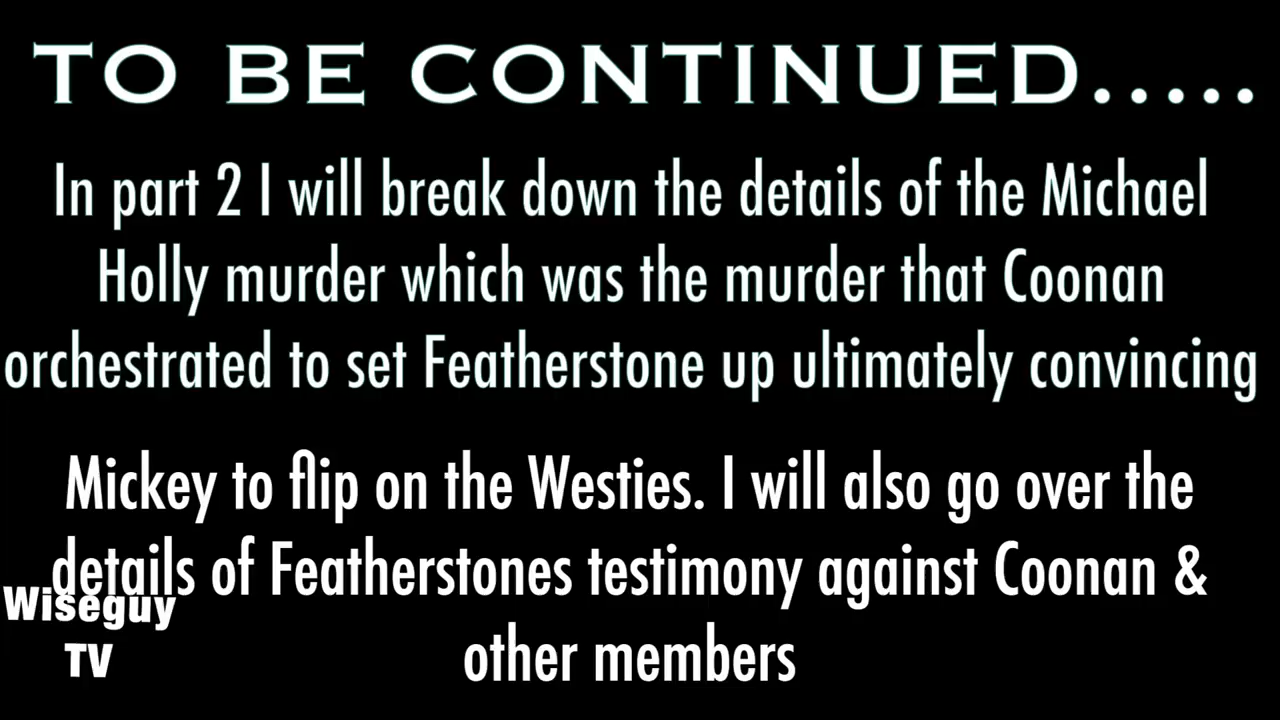 TO BE CONTINUED.....
In part 2 I will break down the details of the Michael
Holly murder which was the murder that Coonan
orchestrated to set Featherstone up ultimately convincing
Mickey to flip on the Westies. I will also go over the
details of Featherstones testimony against Coonan &
other members
Wiseguy
TV